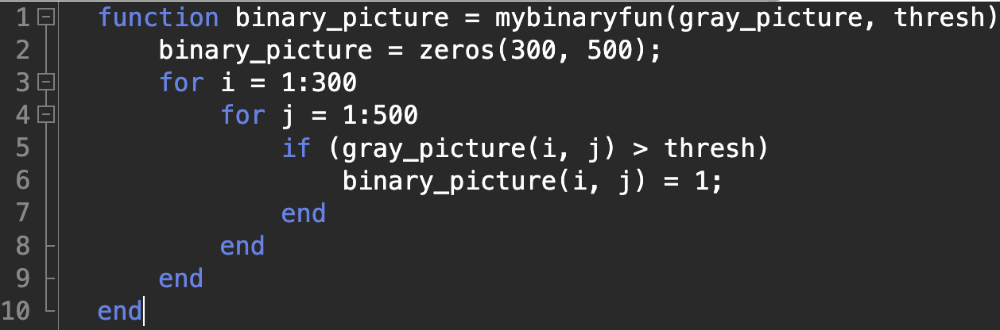 1 function binary_picture = mybinaryfun(gray_picture, thresh)
2 binary_picture = zeros(300, 500);
3 for i = 1:300
4 for j = 1:500
5 if (gray_picture(i, j) > thresh)
6 binary_picture(i, j) = 1;
7 end
8 end
9 end
10 end